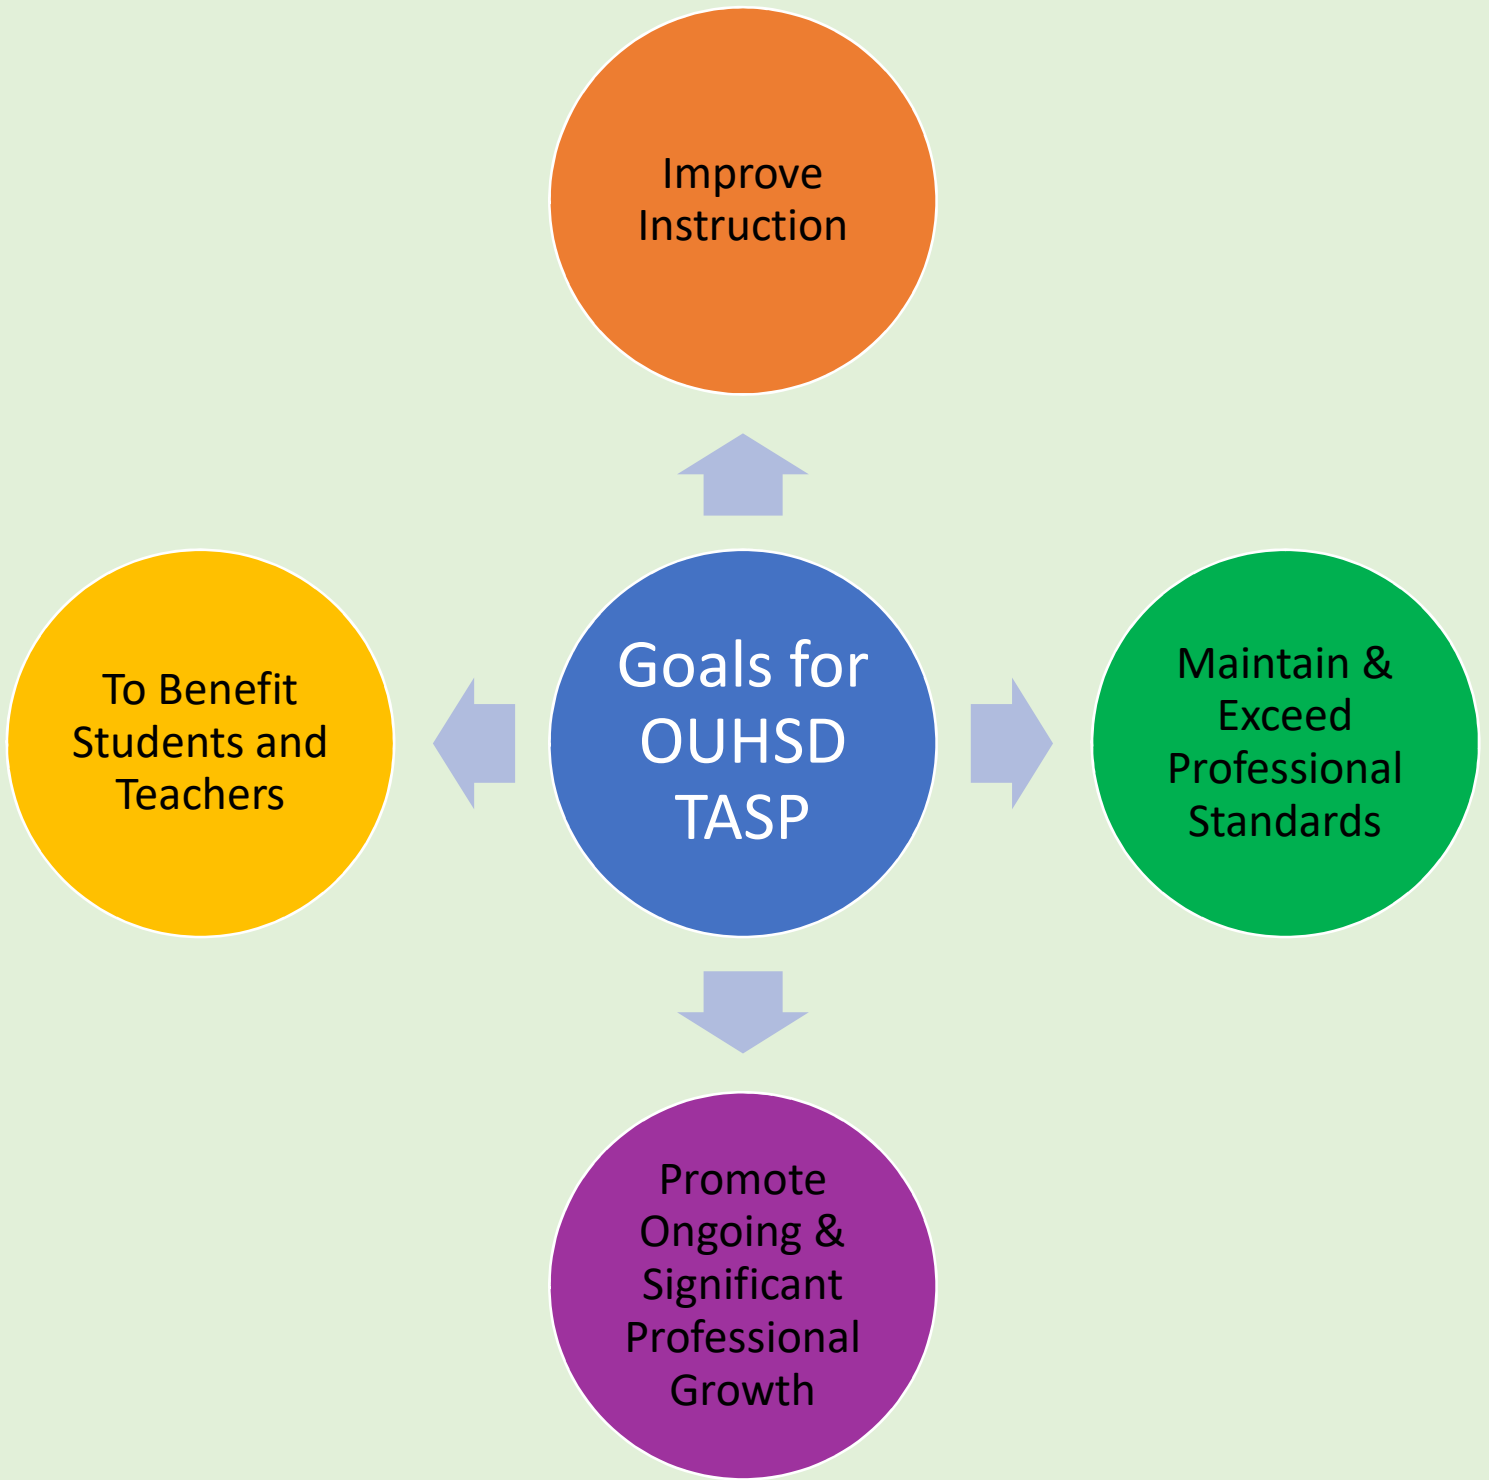 Improve
Instruction
To Benefit
Students and
Teachers
Goals for
OUHSD
TASP
Maintain &
Exceed
Professional
Standards
Promote
Ongoing &
Significant
Professional
Growth